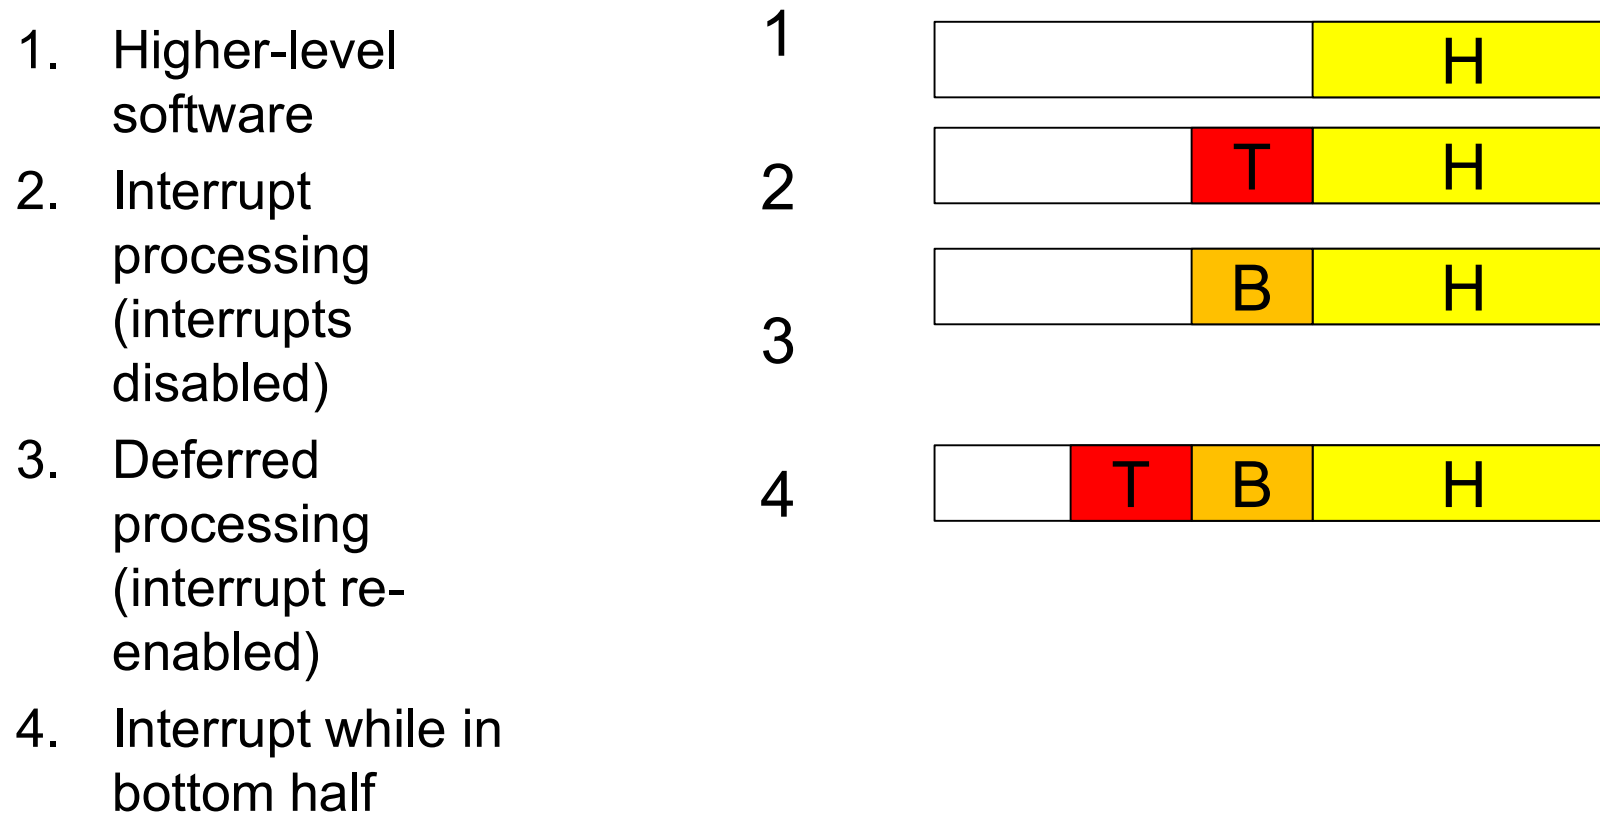 1. Higher-level
software
2. Interrupt
processing
(interrupts
disabled)
3. Deferred
processing
(interrupt re-
enabled)
4. Interrupt while in
bottom half
1
H
2
T H
3
B H
4
T B H